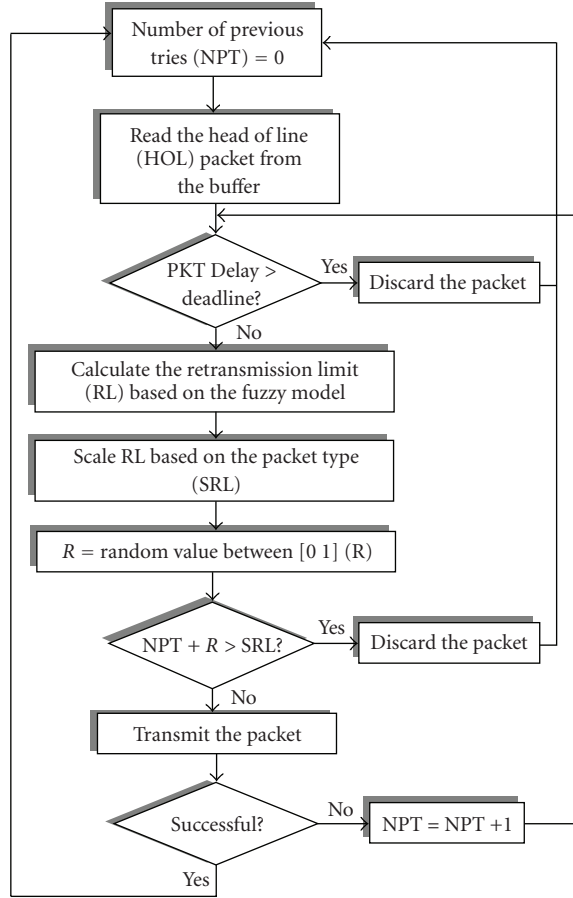 Number of previous
tries (NPT) = 0
Read the head of line
(HOL) packet from
the buffer
PKT Delay >
deadline?
Yes
Discard the packet
No
Calculate the retransmission limit
(RL) based on the fuzzy model
Scale RL based on the packet type
(SRL)
R = random value between [0 1] (R)
NPT + R > SRL?
Yes
Discard the packet
No
Transmit the packet
Successful?
No
NPT = NPT +1
Yes